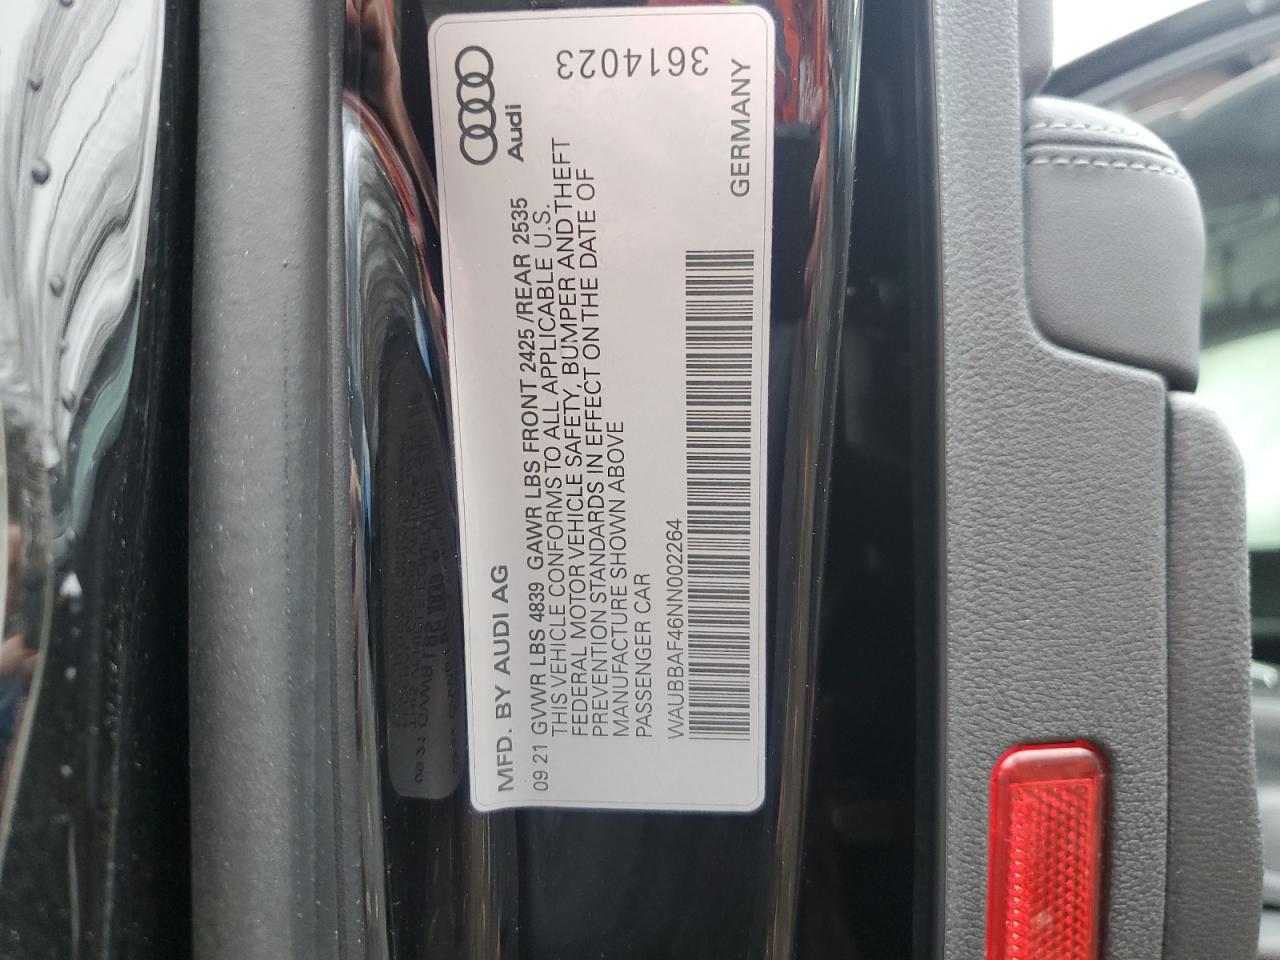 Audi
3614023
MFD. BY AUDI AG
09 21 GVWR LBS 4839 GAWR LBS FRONT 2425 /REAR 2535
THIS VEHICLE CONFORMS TO ALL APPLICABLE U.S.
FEDERAL MOTOR VEHICLE SAFETY, BUMPER AND THEFT
PREVENTION STANDARDS IN EFFECT ON THE DATE OF
MANUFACTURE SHOWN ABOVE
PASSENGER CAR
WAUBBAF46NN002264
GERMANY